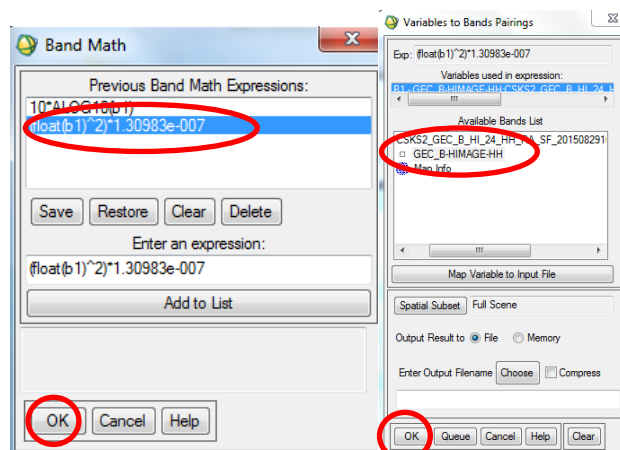 Band Math
Previous Band Math Expressions:
10*ALOG10(b1)
(float(b1)^2)*1.30983e-007
Save Restore Clear Delete
Enter an expression:
(float(b1)^2)*1.30983e-007
Add to List
OK Cancel Help
Variables to Bands Pairings
Exp: (float(b1)^2)*1.30983e-007
Variables used in expression:
B1 - GEC_B-HIMAGE-HH:CSKS2_GEC_B_HI_24_H
Available Bands List
CSKS2_GEC_B_HI_24_HH_RA_SF_201508291
GEC_B-HIMAGE-HH
Map Info
Map Variable to Input File
Spatial Subset Full Scene
Output Result to File Memory
Enter Output Filename Choose Compress
OK Queue Cancel Help Clear